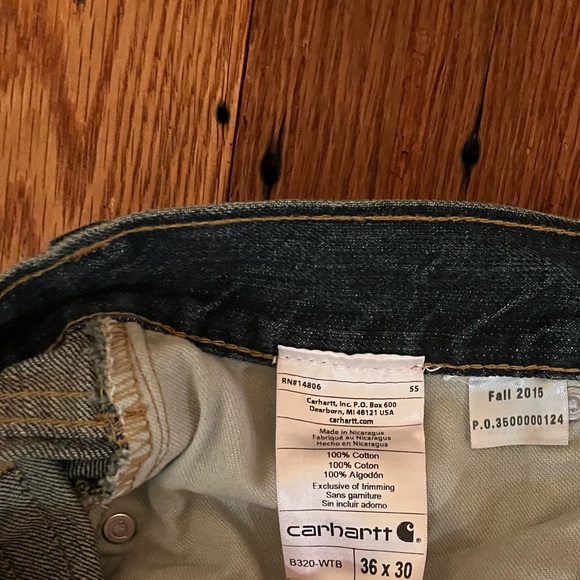 RN#14806 55
Carhartt, Inc. P.O. Box 600
Dearborn, MI 48121 USA
carhartt.com
Made in Nicaragua
Fabriqué au Nicaragua
Hecho en Nicaragua
100% Cotton
100% Coton
100% Algodón
Exclusive of trimming
Sans garniture
Sin incluir adorno
carhartt
B320-WTB 36 x 30
Fall 2015
P.O.3500000124